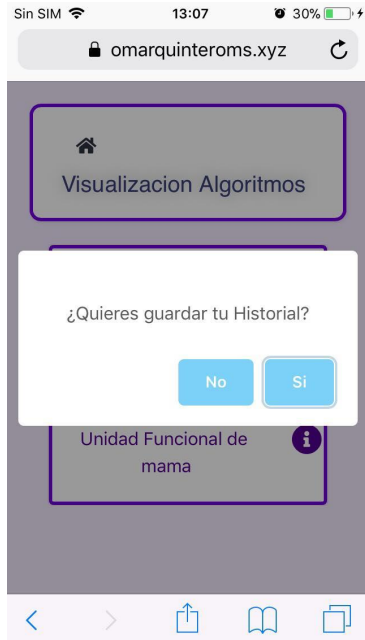 Sin SIM 13:07 30%
omarquinteroms.xyz
Visualizacion Algoritmos
¿Quieres guardar tu Historial?
No Si
Unidad Funcional de
mama